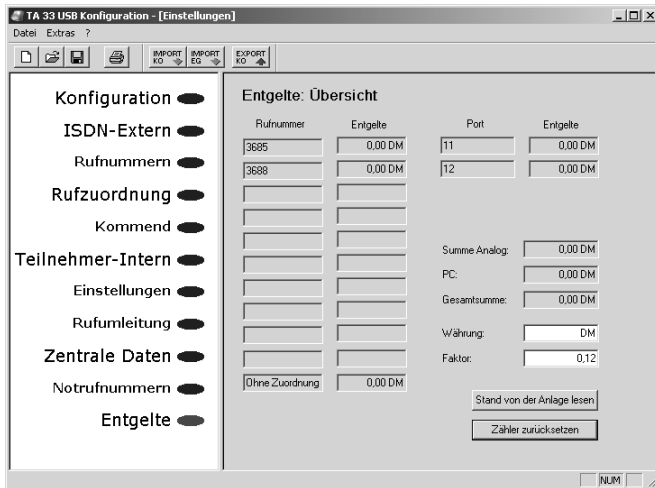 TA 33 USB Konfiguration - [Einstellungen]
Datei Extras ?
IMPORT KO IMPORT EG EXPORT KO
Konfiguration
ISDN-Extern
Rufnummern
Rufzuordnung
Kommend
Teilnehmer-Intern
Einstellungen
Rufumleitung
Zentrale Daten
Notrufnummern
Entgelte
Entgelte: Übersicht
Rufnummer Entgelte Port Entgelte
3685 0,00 DM 11 0,00 DM
3688 0,00 DM 12 0,00 DM
Summe Analog: 0,00 DM
PC: 0,00 DM
Gesamtsumme: 0,00 DM
Währung: DM
Faktor: 0,12
Ohne Zuordnung 0,00 DM
Stand von der Anlage lesen
Zähler zurücksetzen
NUM